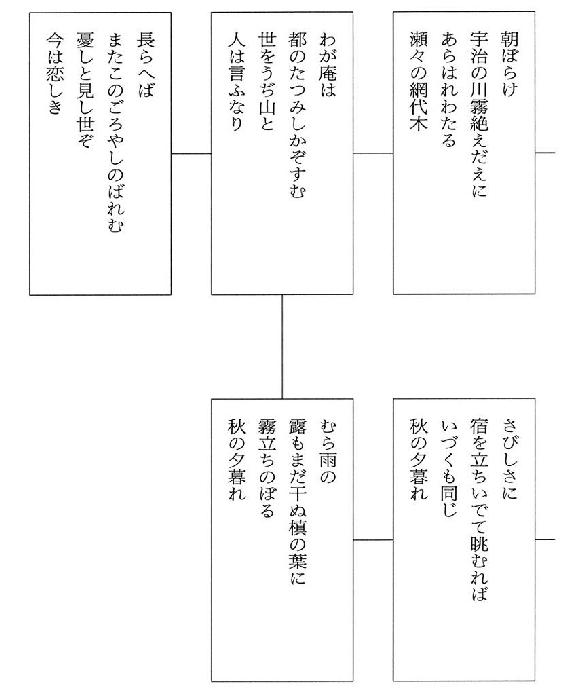 朝ぼらけ
宇治の川霧絶えだえに
あらはれわたる
瀬々の網代木
わが庵は
都のたつみしかぞすむ
世をうぢ山と
人は言ふなり
長らへば
またこのごろやしのばれむ
憂しと見し世ぞ
今は恋しき
さびしさに
宿を立ちいでて眺むれば
いづくも同じ
秋の夕暮れ
むら雨の
露もまだ干ぬ槙の葉に
霧立ちのぼる
秋の夕暮れ